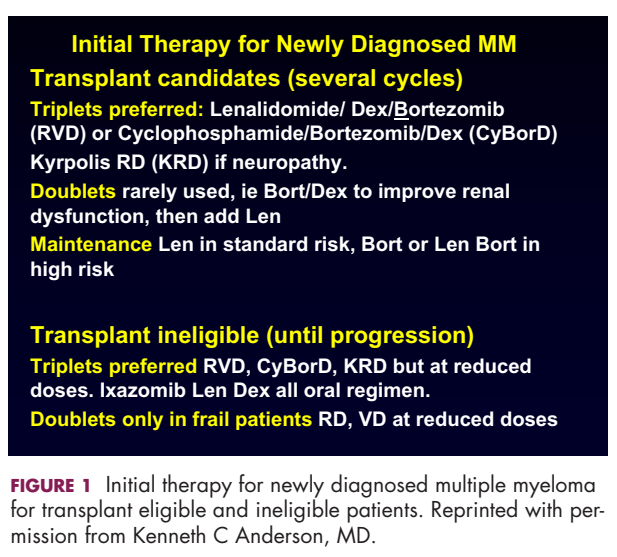 Initial Therapy for Newly Diagnosed MM
Transplant candidates (several cycles)
Triplets preferred: Lenalidomide/ Dex/Bortezomib
(RVD) or Cyclophosphamide/Bortezomib/Dex (CyBorD)
Kyrpolis RD (KRD) if neuropathy.
Doublets rarely used, ie Bort/Dex to improve renal
dysfunction, then add Len
Maintenance Len in standard risk, Bort or Len Bort in
high risk
Transplant ineligible (until progression)
Triplets preferred RVD, CyBorD, KRD but at reduced
doses. Ixazomib Len Dex all oral regimen.
Doublets only in frail patients RD, VD at reduced doses
FIGURE 1 Initial therapy for newly diagnosed multiple myeloma
for transplant eligible and ineligible patients. Reprinted with per-
mission from Kenneth C Anderson, MD.